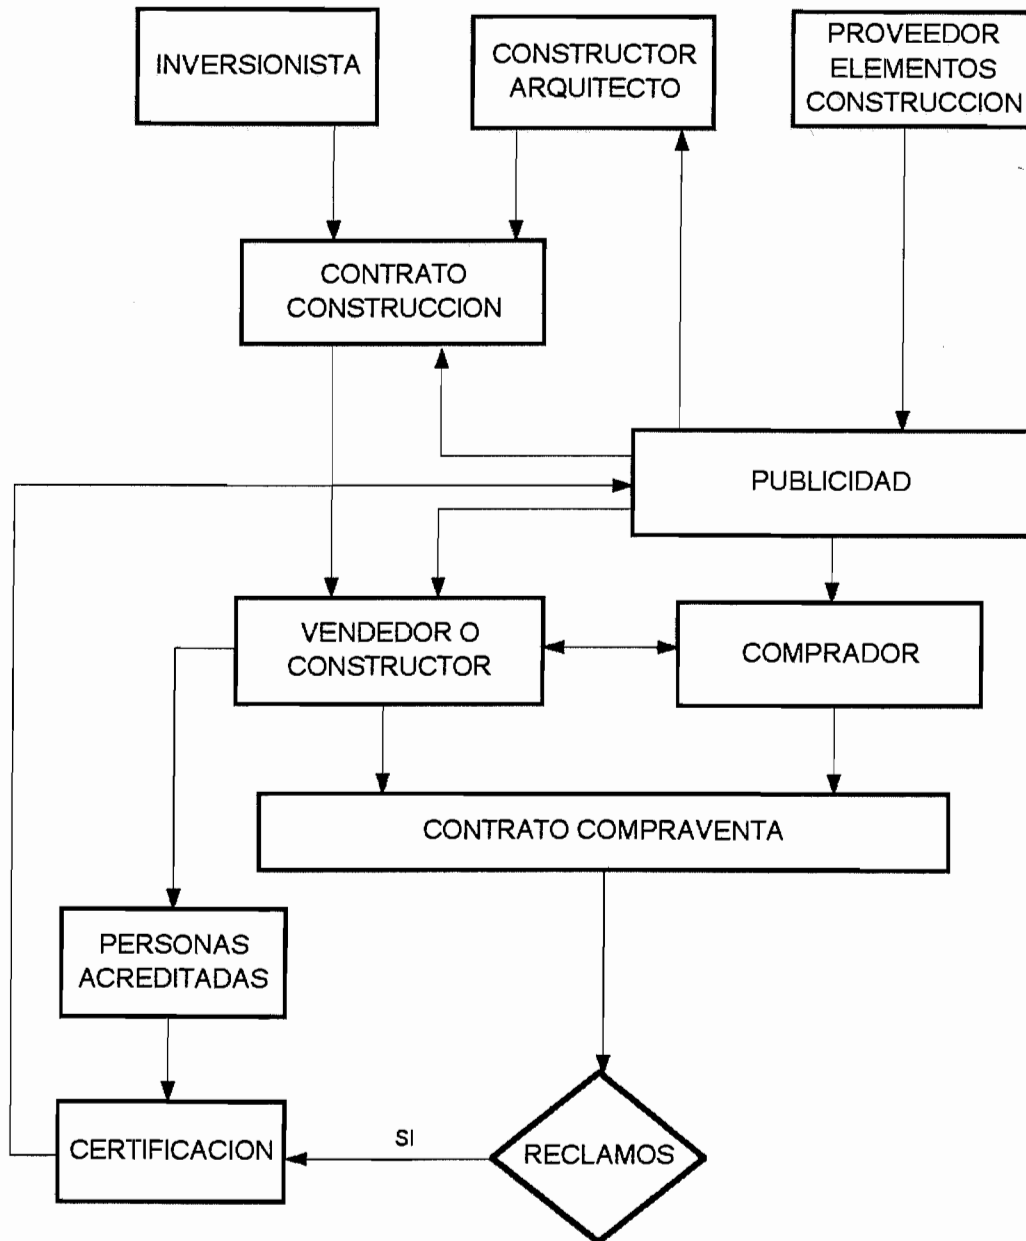 INVERSIONISTA
CONSTRUCTOR
ARQUITECTO
PROVEEDOR
ELEMENTOS
CONSTRUCCION
CONTRATO
CONSTRUCCION
PUBLICIDAD
VENDEDOR O
CONSTRUCTOR
COMPRADOR
CONTRATO COMPRAVENTA
PERSONAS
ACREDITADAS
CERTIFICACION
SI
RECLAMOS